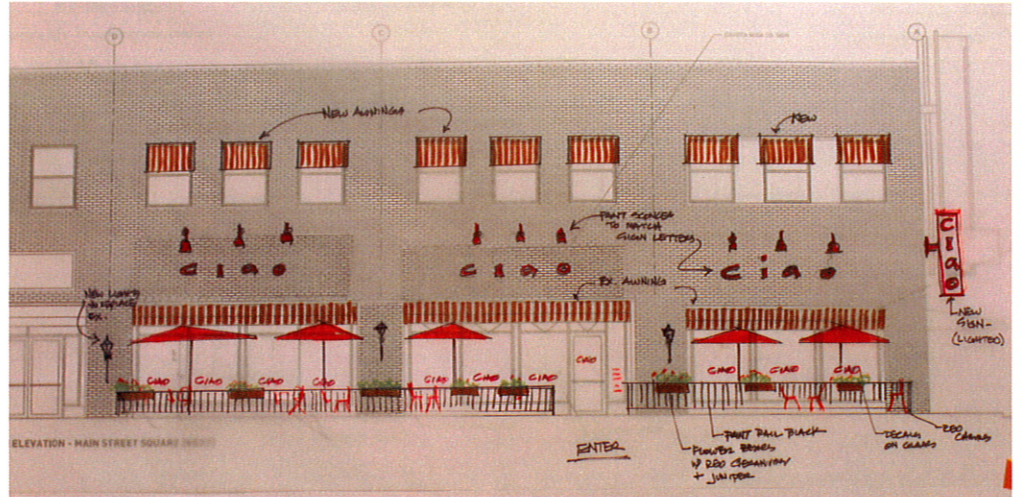 D
C
B
A
NEW AWNINGS
NEW
PAINT SCONCES
TO MATCH
SIGN LETTERS
ciao
ciao
ciao
CIAO
EX. AWNING
NEW LIGHTS
EX.
NEW
SIGN-
(LIGHTED)
CIAO
CIAO
CIAO
CIAO
CIAO
CIAO
CIAO
CIAO
CIAO
CIAO
CIAO
ELEVATION - MAIN STREET SQUARE
ENTER
PAINT RAIL BLACK
FLOWER BOXES
W/ RED GERANIUM
+ JUNIPER
DECALS
ON GLASS
RED
CHAIRS